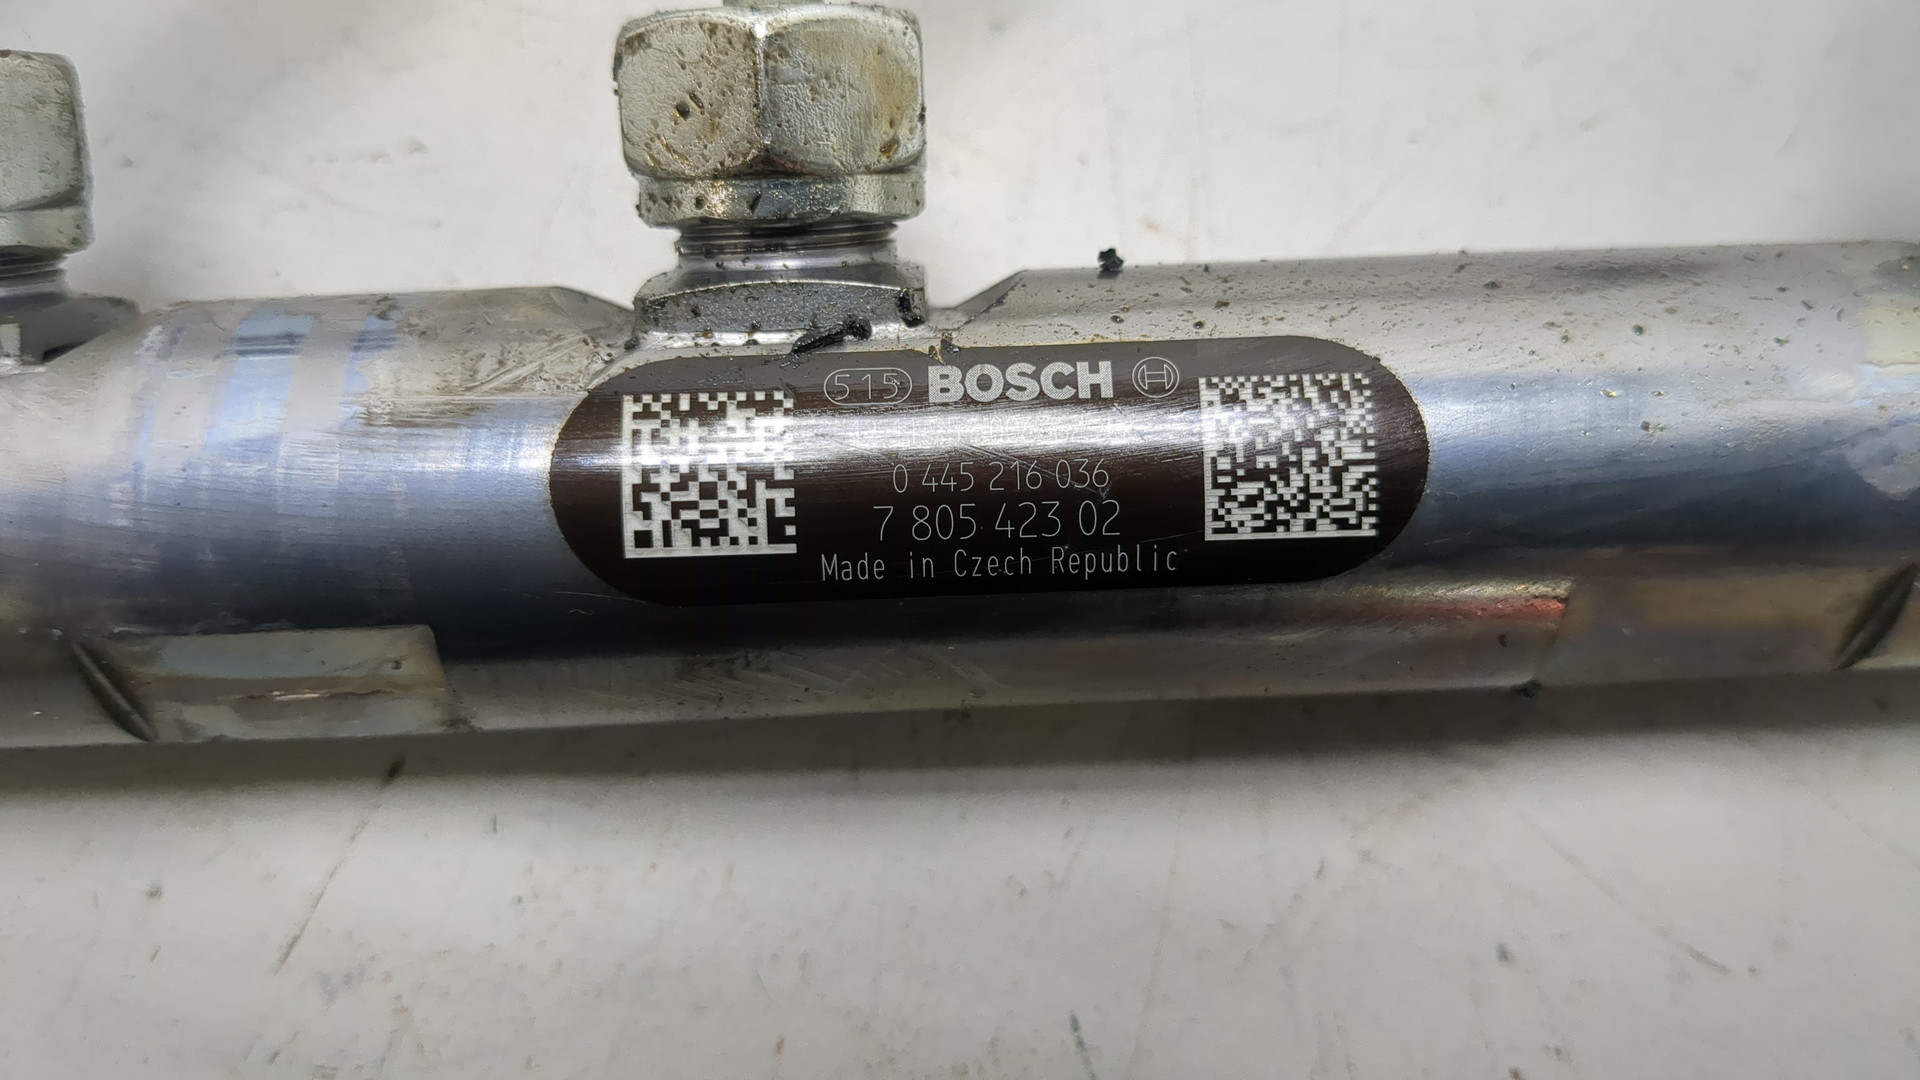 515 BOSCH
0 445 216 036
7 805 423 02
Made in Czech Republic